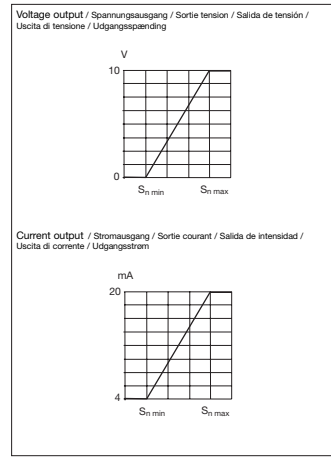 Voltage output / Spannungsausgang / Sortie tension / Salida de tensión /
Uscita di tensione / Udgangsspænding
V
10
0
Sn min Sn max
Current output / Stromausgang / Sortie courant / Salida de intensidad /
Uscita di corrente / Udgangsstrøm
mA
20
4
Sn min Sn max